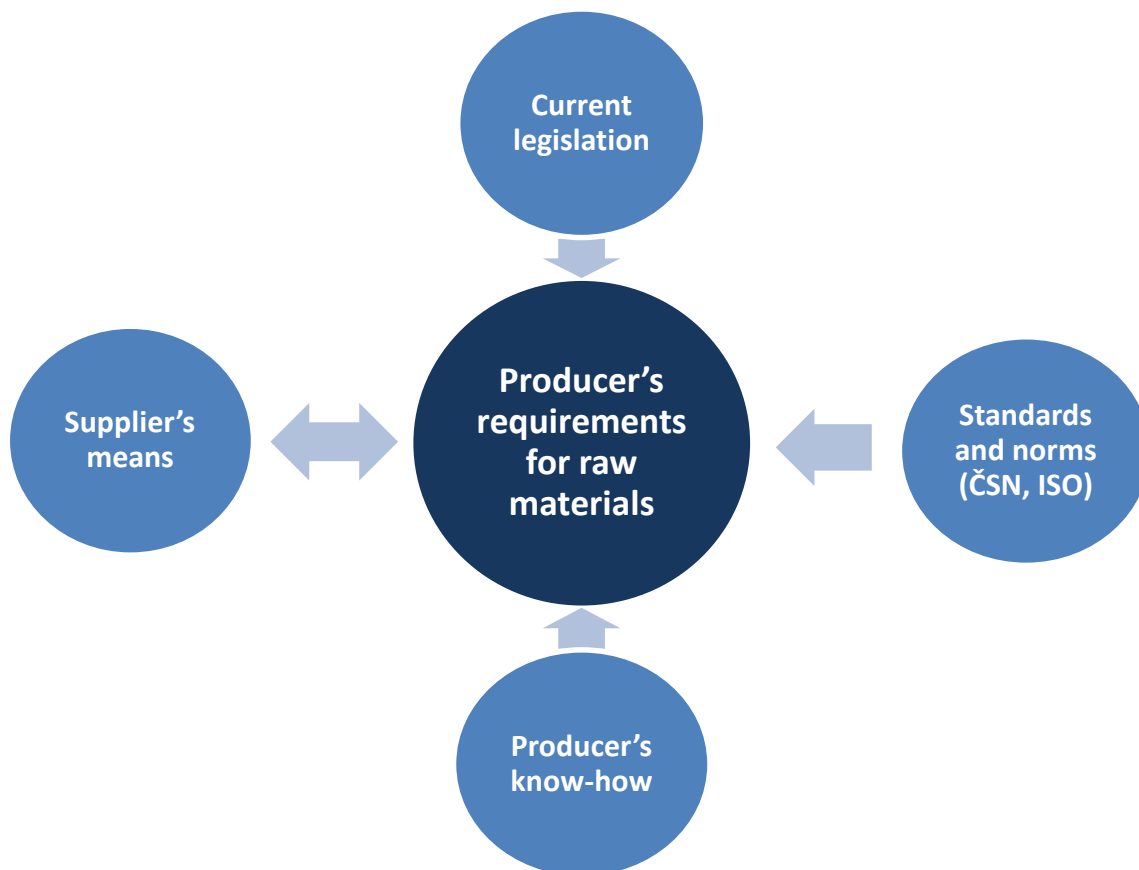 Current
legislation
Supplier’s
means
Producer’s
requirements
for raw
materials
Standards
and norms
(ČSN, ISO)
Producer’s
know-how